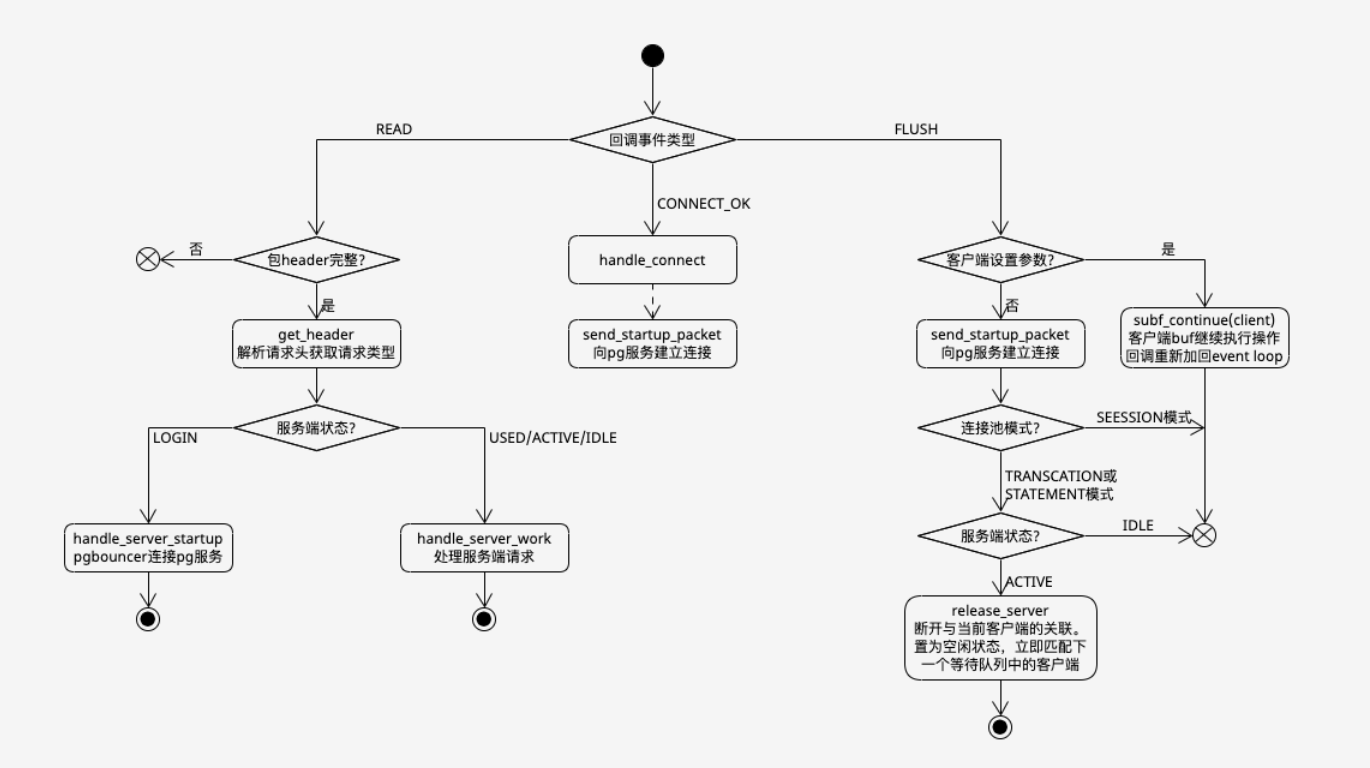 回调事件类型
READ
FLUSH
CONNECT_OK
否
包header完整?
是
get_header
解析请求头获取请求类型
服务端状态?
LOGIN
USED/ACTIVE/IDLE
handle_server_startup
pgbouncer连接pg服务
handle_server_work
处理服务端请求
handle_connect
send_startup_packet
向pg服务建立连接
客户端设置参数?
是
否
subf_continue(client)
客户端buf继续执行操作
回调重新加回event loop
send_startup_packet
向pg服务建立连接
连接池模式?
SEESSION模式
TRANSCATION或
STATEMENT模式
服务端状态?
IDLE
ACTIVE
release_server
断开与当前客户端的关联。
置为空闲状态，立即匹配下
一个等待队列中的客户端